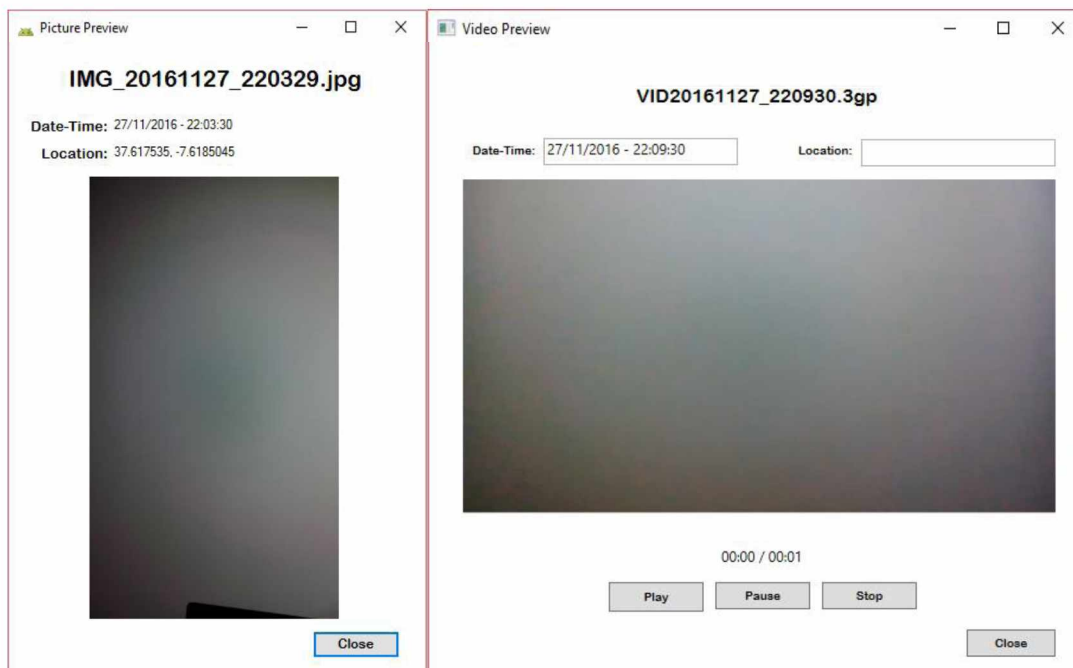 Picture Preview
IMG_20161127_220329.jpg
Date-Time: 27/11/2016 - 22:03:30
Location: 37.617535, -7.6185045
Close
Video Preview
VID20161127_220930.3gp
Date-Time: 27/11/2016 - 22:09:30 Location:
00:00 / 00:01
Play Pause Stop
Close